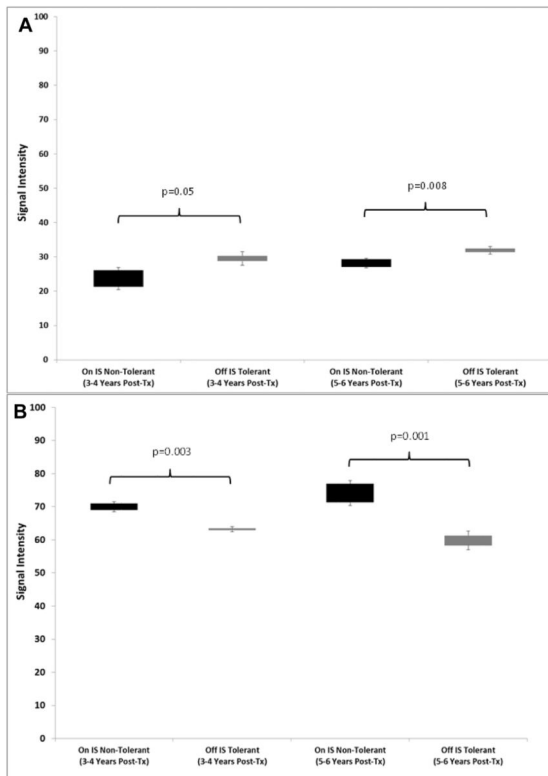 A
100
90
80
70
60
50
40
30
20
10
0
Signal Intensity
p=0.05
p=0.008
On IS Non-Tolerant
(3-4 Years Post-Tx)
Off IS Tolerant
(3-4 Years Post-Tx)
On IS Non-Tolerant
(5-6 Years Post-Tx)
Off IS Tolerant
(5-6 Years Post-Tx)
B
100
90
80
70
60
50
40
30
20
10
0
Signal Intensity
p=0.003
p=0.001
On IS Non-Tolerant
(3-4 Years Post-Tx)
Off IS Tolerant
(3-4 Years Post-Tx)
On IS Non-Tolerant
(5-6 Years Post-Tx)
Off IS Tolerant
(5-6 Years Post-Tx)